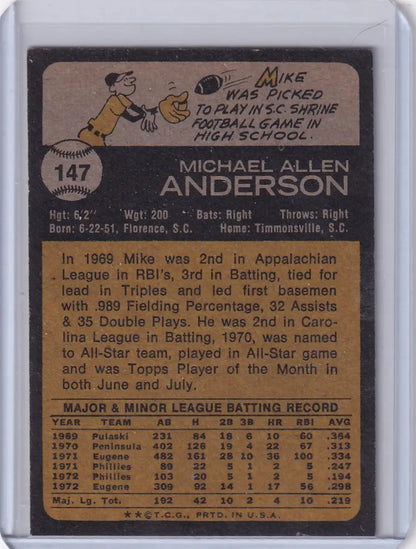 MIKE
WAS PICKED
TO PLAY IN S.C. SHRINE
FOOTBALL GAME IN
HIGH SCHOOL.
147
MICHAEL ALLEN
ANDERSON
Hgt: 6,2" Wgt: 200 Bats: Right Throws: Right
Born: 6-22-51, Florence, S.C. Home: Timmonsville, S.C.
In 1969 Mike was 2nd in Appalachian
League in RBI's, 3rd in Batting, tied for
lead in Triples and led first basemen
with .989 Fielding Percentage, 32 Assists
& 35 Double Plays. He was 2nd in Caro-
lina League in Batting, 1970, was named
to All-Star team, played in All-Star game
and was Topps Player of the Month in
both June and July.
MAJOR & MINOR LEAGUE BATTING RECORD
YEAR TEAM AB H 2B 3B HR RBI AVG
1969 Pulaski 231 84 18 6 10 60 .364
1970 Peninsula 402 126 19 4 22 67 .313
1971 Eugene 482 161 28 10 36 100 .334
1971 Phillies 89 22 5 1 2 5 .247
1972 Phillies 103 20 5 1 2 5 .194
1972 Eugene 309 92 14 1 17 56 .298
Maj. Lg. Tot. 192 42 10 2 4 10 .219
★★©T.C.G., PRTD. IN U.S.A.